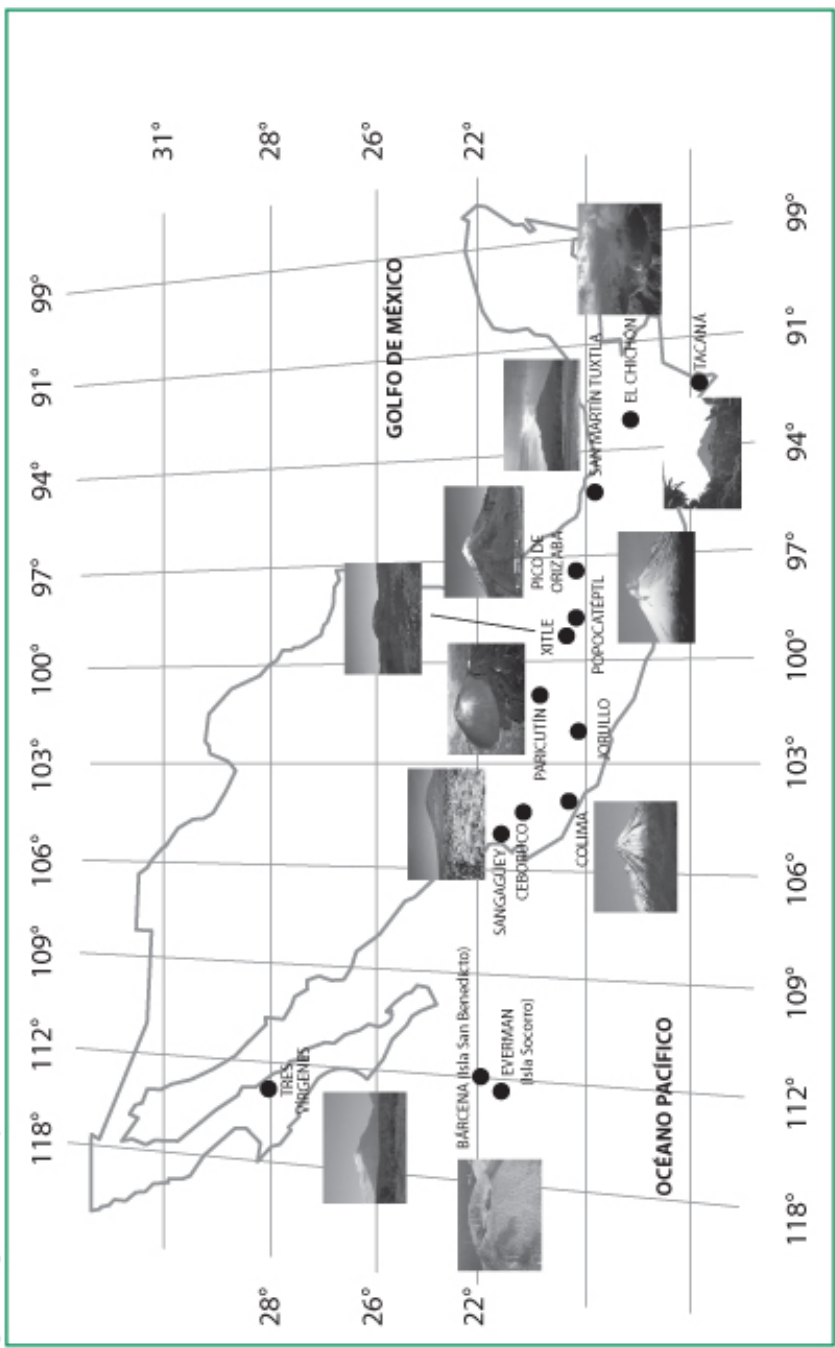 118° 112° 109° 106° 103° 100° 97° 94° 91° 99°
31°
28°
28°
26°
26°
22°
22°
GOLFO DE MÉXICO
TRES
VÍRGENES
BÁRCENA (Isla San Benedicto)
EVERMAN
(Isla Socorro)
SANGAGÜEY
CEBORUCO
COLIMA
PARICUTÍN
JORULLO
XITLE
POPOCATÉPTL
PICO DE
ORIZABA
SAN MARTÍN TUXTLA
EL CHICHÓN
TACANÁ
OCÉANO PACÍFICO
118° 112° 109° 106° 103° 100° 97° 94° 91° 99°